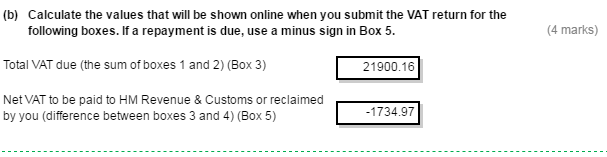 (b) Calculate the values that will be shown online when you submit the VAT return for the
following boxes. If a repayment is due, use a minus sign in Box 5.
(4 marks)
Total VAT due (the sum of boxes 1 and 2) (Box 3)
21900.16
Net VAT to be paid to HM Revenue & Customs or reclaimed
by you (difference between boxes 3 and 4) (Box 5)
-1734.97